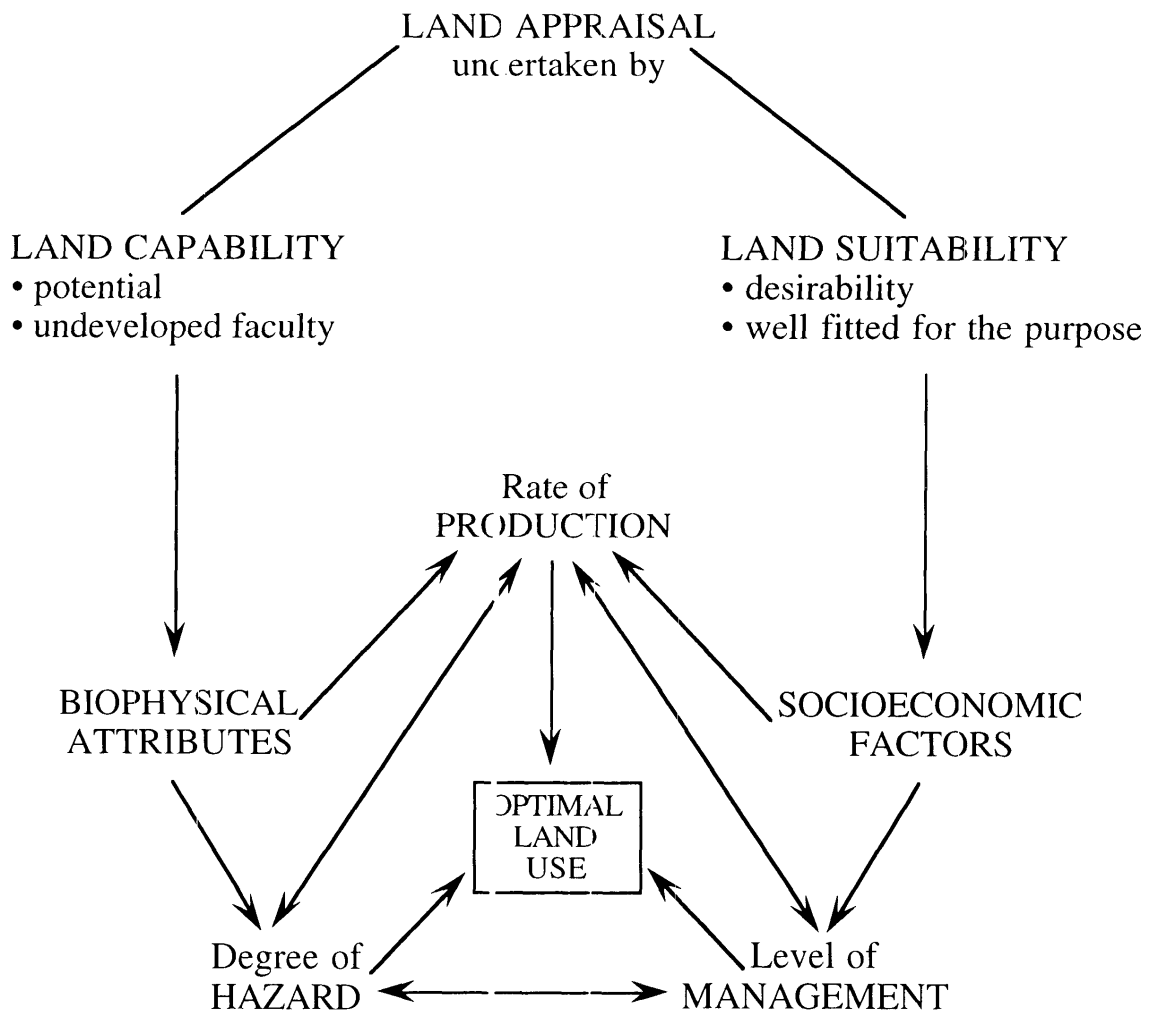 LAND APPRAISAL
undertaken by
LAND CAPABILITY
• potential
• undeveloped faculty
LAND SUITABILITY
• desirability
• well fitted for the purpose
Rate of
PRODUCTION
BIOPHYSICAL
ATTRIBUTES
SOCIOECONOMIC
FACTORS
OPTIMAL
LAND
USE
Degree of
HAZARD
Level of
MANAGEMENT